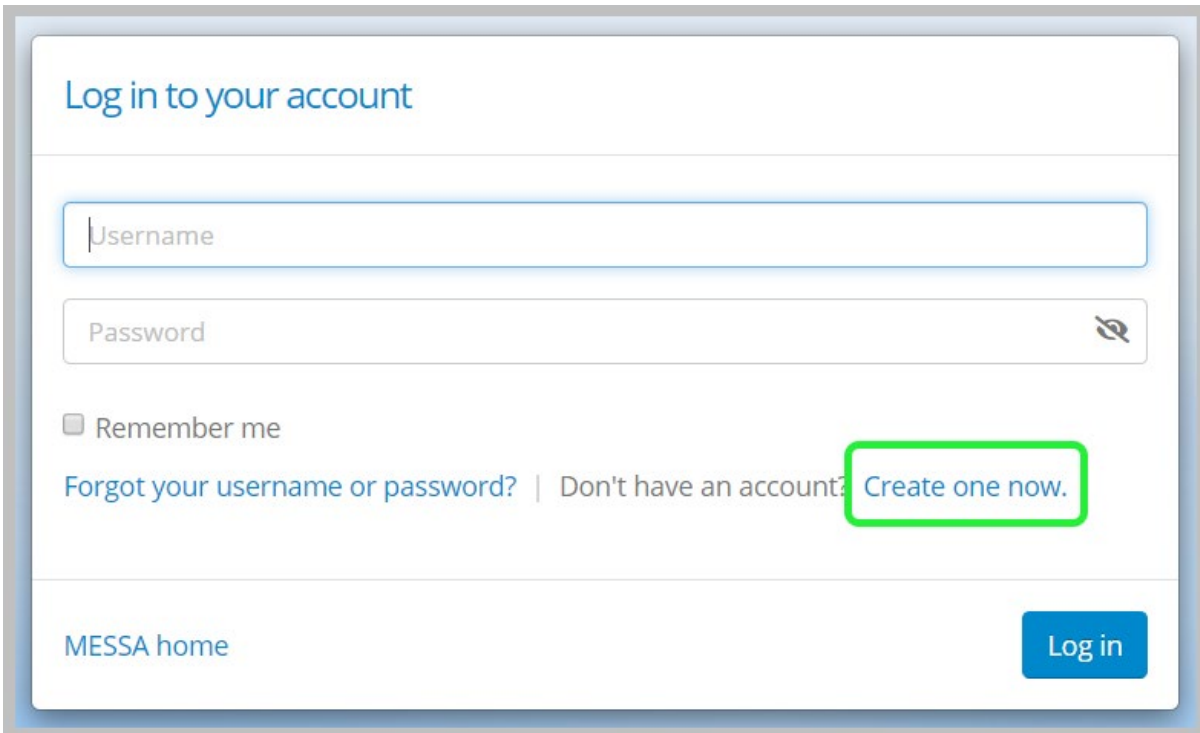 Log in to your account
Username
Password
Remember me
Forgot your username or password? | Don't have an account? Create one now.
MESSA home
Log in